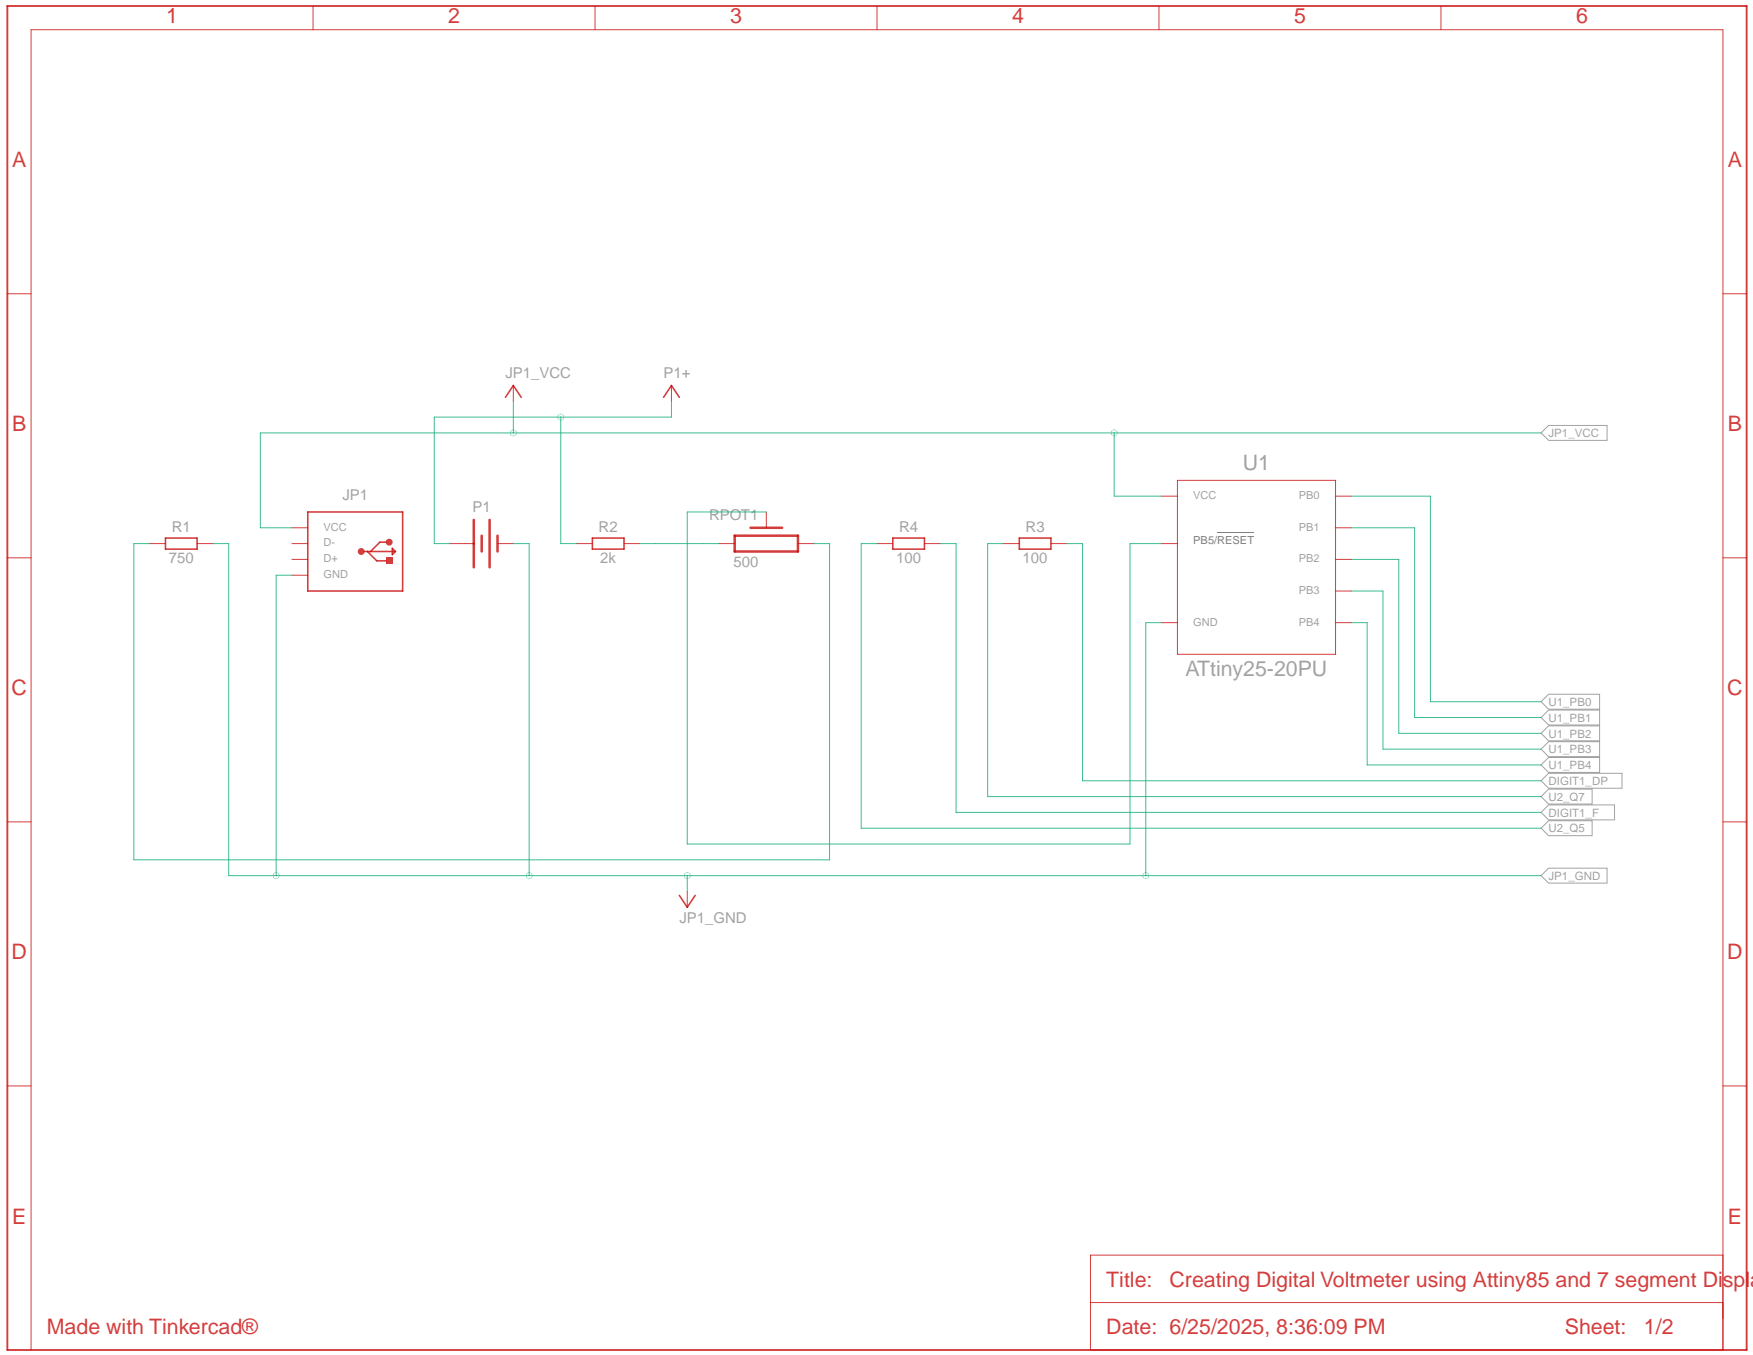 1 2 3 4 5 6
A A
JP1_VCC P1+
B B
JP1_VCC
U1
JP1
VCC PB0
P1
RPOT1
R1 VCC R2 R4 R3 PB1
D- PB5/RESET
750 D+ 2k 500 100 100 PB2
GND
PB3
GND PB4
ATtiny25-20PU
C C
U1_PB0
U1_PB1
U1_PB2
U1_PB3
U1_PB4
DIGIT1_DP
U2_Q7
DIGIT1_F
U2_Q5
JP1_GND
JP1_GND
D D
E E
Title: Creating Digital Voltmeter using Attiny85 and 7 segment Displa
Made with Tinkercad®
Date: 6/25/2025, 8:36:09 PM Sheet: 1/2